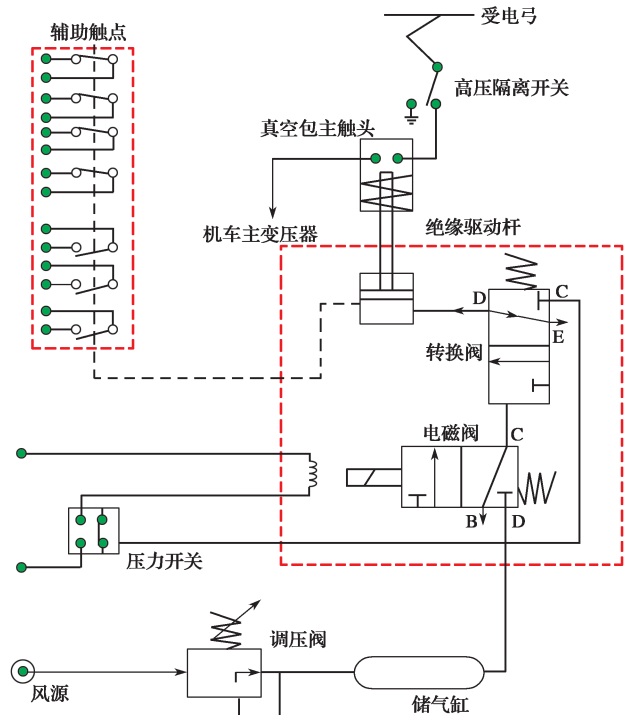 受电弓
辅助触点
高压隔离开关
真空包主触头
机车主变压器
绝缘驱动杆
D
C
E
转换阀
电磁阀
C
B
D
压力开关
调压阀
风源
储气缸